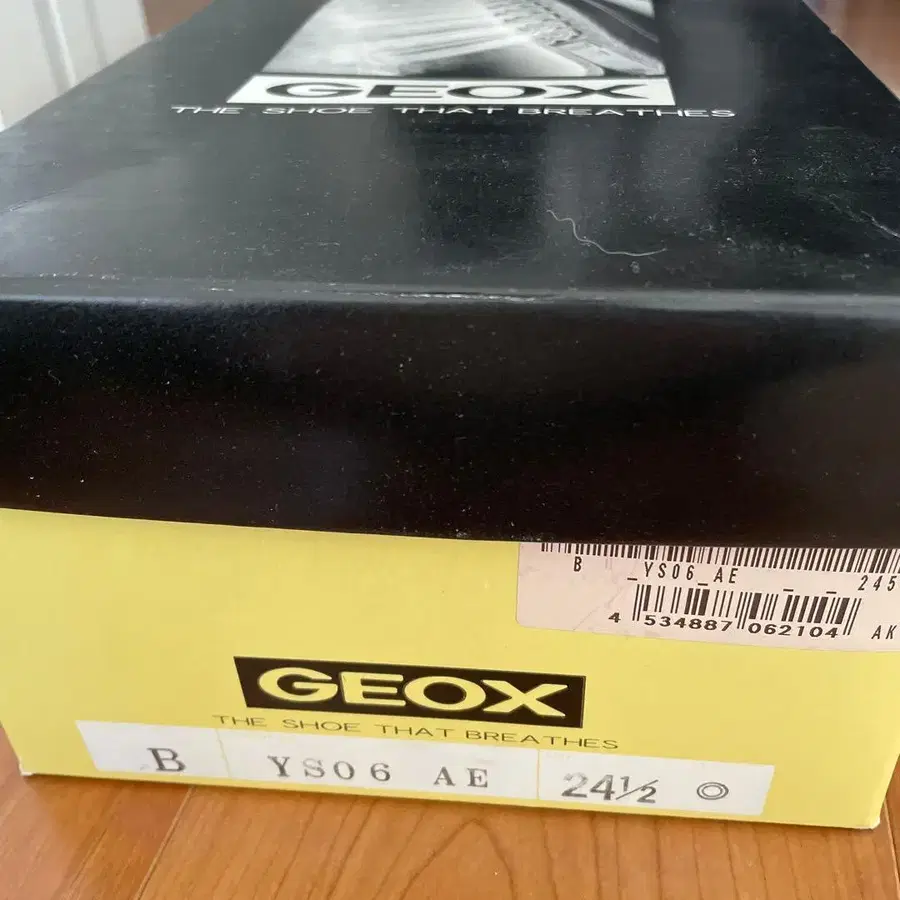 GEOX
THE SHOE THAT BREATHES
B _YS06_AE _ _ 245
4 534887 062104 AK
GEOX
THE SHOE THAT BREATHES
B YS06 AE 24½ ◎